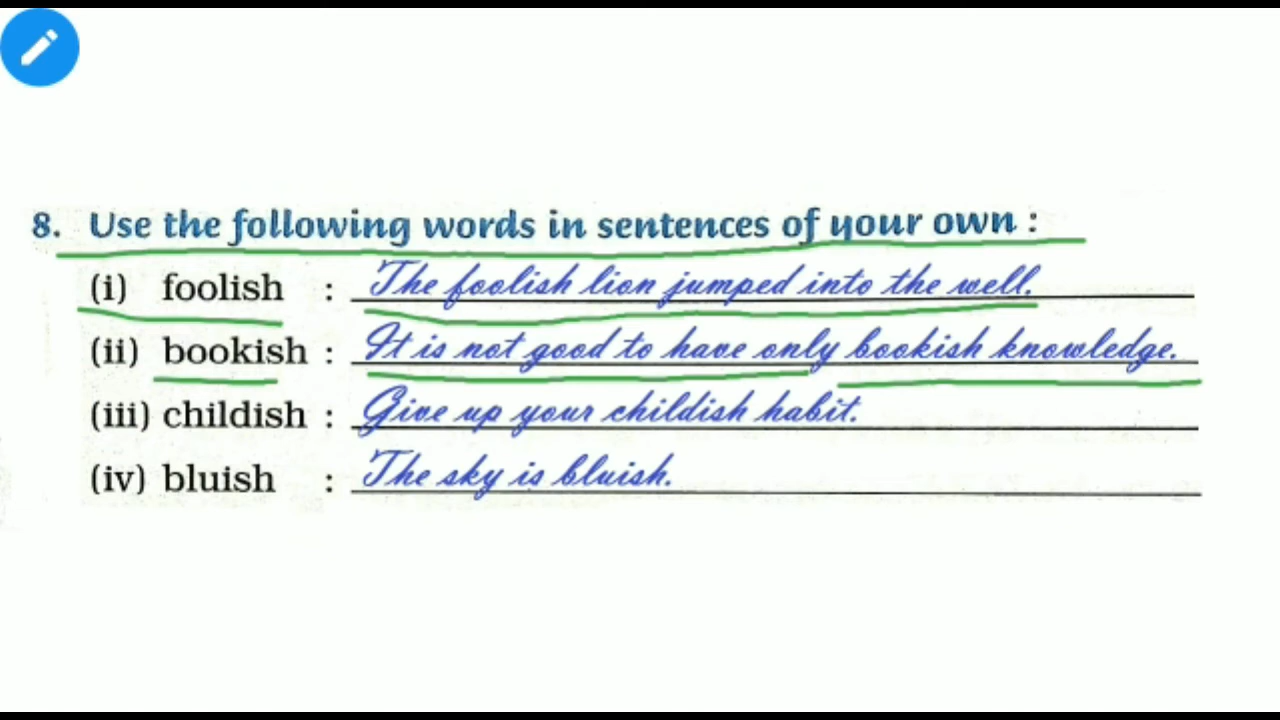 8. Use the following words in sentences of your own :
(i) foolish : The foolish lion jumped into the well.
(ii) bookish : It is not good to have only bookish knowledge.
(iii) childish : Give up your childish habit.
(iv) bluish : The sky is bluish.